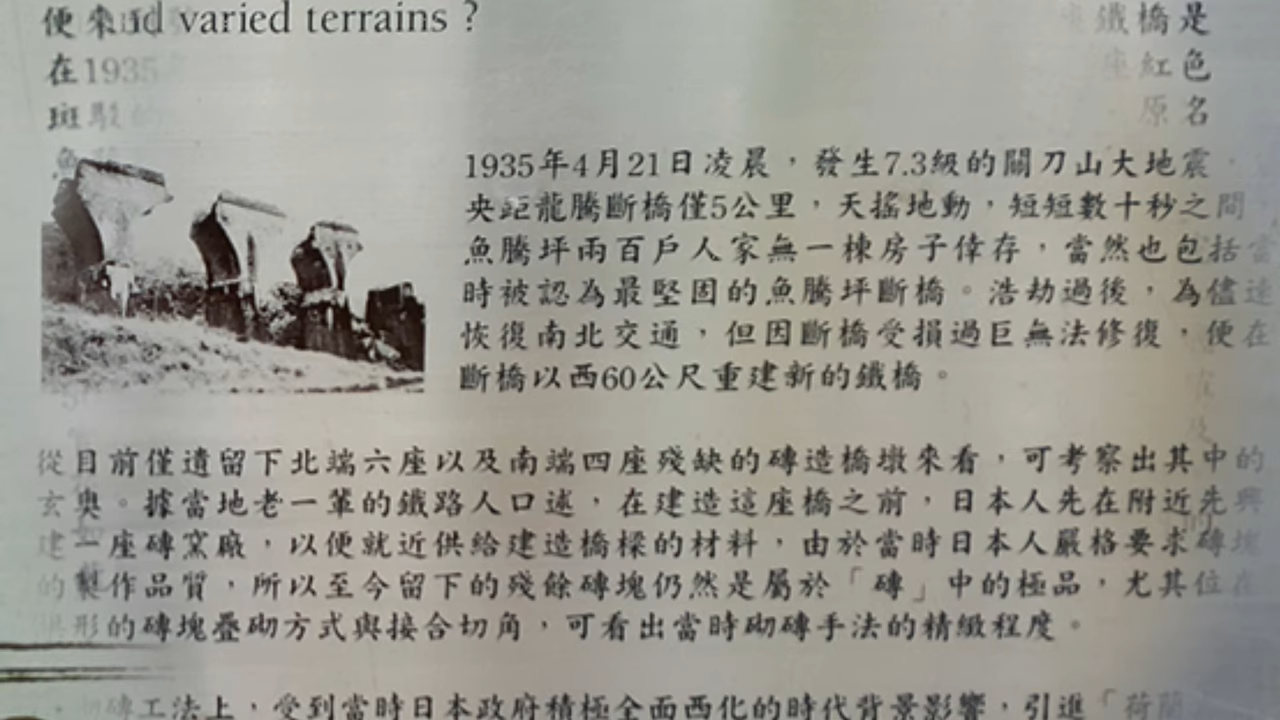 便來 nd varied terrains ?
鐵橋是
在1935
座紅色
斑駁的
原名
魚
1935年4月21日凌晨，發生7.3級的關刀山大地震，
央距龍騰斷橋僅5公里，天搖地動，短短數十秒之間
魚騰坪兩百戶人家無一棟房子倖存，當然也包括當
時被認為最堅固的魚騰坪斷橋。浩劫過後，為儘速
恢復南北交通，但因斷橋受損過巨無法修復，便在
斷橋以西60公尺重建新的鐵橋。
從目前僅遺留下北端六座以及南端四座殘缺的磚造橋墩來看，可考察出其中的
玄奧。據當地老一輩的鐵路人口述，在建造這座橋之前，日本人先在附近先興
建一座磚窯廠，以便就近供給建造橋樑的材料，由於當時日本人嚴格要求磚塊
的製作品質，所以至今留下的殘餘磚塊仍然是屬於「磚」中的極品，尤其位在
拱形的磚塊疊砌方式與接合切角，可看出當時砌磚手法的精緻程度。
磚工法上，受到當時日本政府積極全面西化的時代背景影響，引進「荷蘭